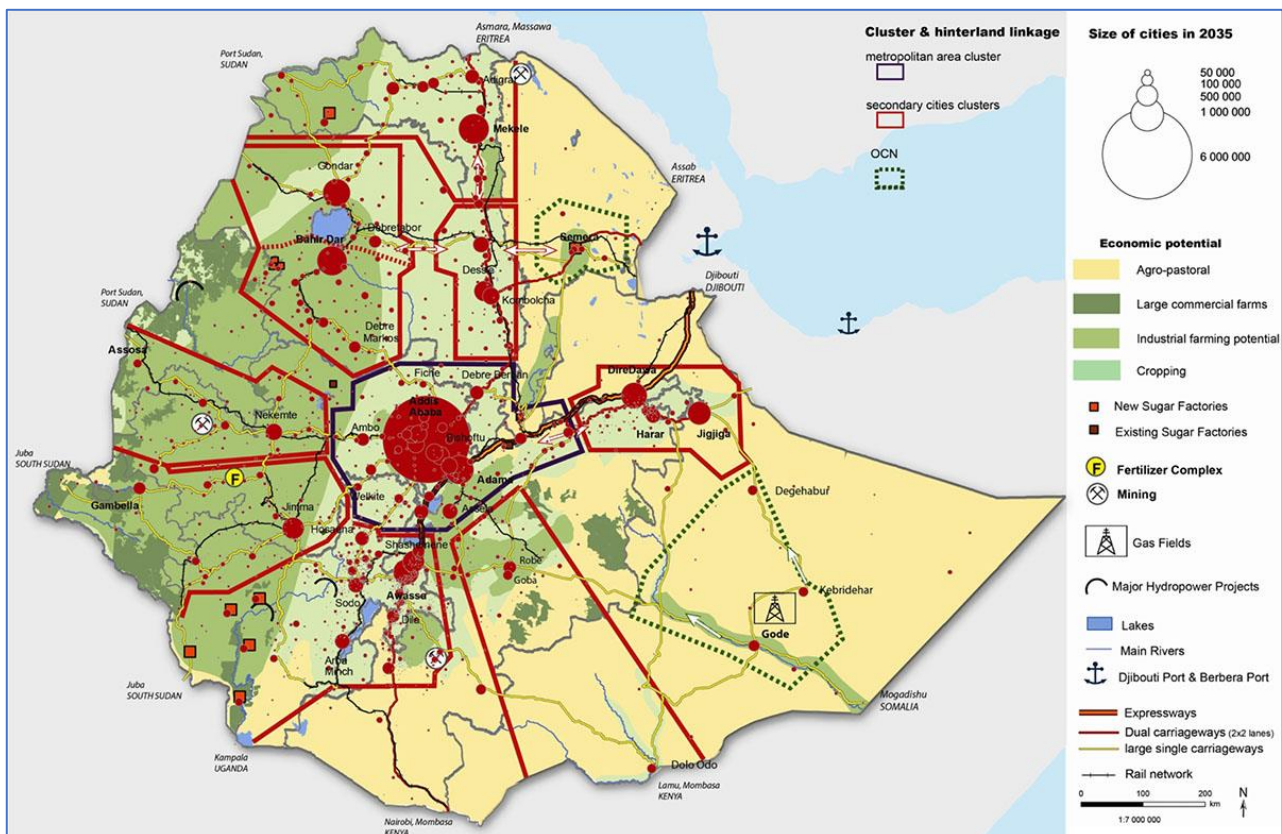 Asmara, Massawa
ERITREA
Port Sudan,
SUDAN
Adigrat
Mekele
Gondar
Assab
ERITREA
Debretabor
Bahir Dar
Semera
Dessie
Kombolcha
Djibouti
DJIBOUTI
Port Sudan,
SUDAN
Debre
Markos
Assosa
Fiche
Debre Berhan
DireDawa
Addis
Ababa
Nekemte
Ambo
Bishoftu
Harar
Jigjiga
Juba
SOUTH SUDAN
Adama
Gambella
Welkite
Assela
Degehabur
Jimma
Hosaena
Shashemene
Robe
Goba
Awassa
Sodo
Dile
Kebridehar
Gode
Arba
Minch
Juba
SOUTH SUDAN
Mogadishu
SOMALIA
Kampala
UGANDA
Dolo Odo
Lamu, Mombasa
KENYA
Nairobi, Mombasa
KENYA
Cluster & hinterland linkage
metropolitan area cluster
secondary cities clusters
OCN
Size of cities in 2035
50 000
100 000
500 000
1 000 000
6 000 000
Economic potential
Agro-pastoral
Large commercial farms
Industrial farming potential
Cropping
New Sugar Factories
Existing Sugar Factories
F
F
Fertilizer Complex
Mining
Gas Fields
Major Hydropower Projects
Lakes
Main Rivers
Djibouti Port & Berbera Port
Expressways
Dual carriageways (2x2 lanes)
large single carriageways
Rail network
0 100 200
km
N
1:7 000 000